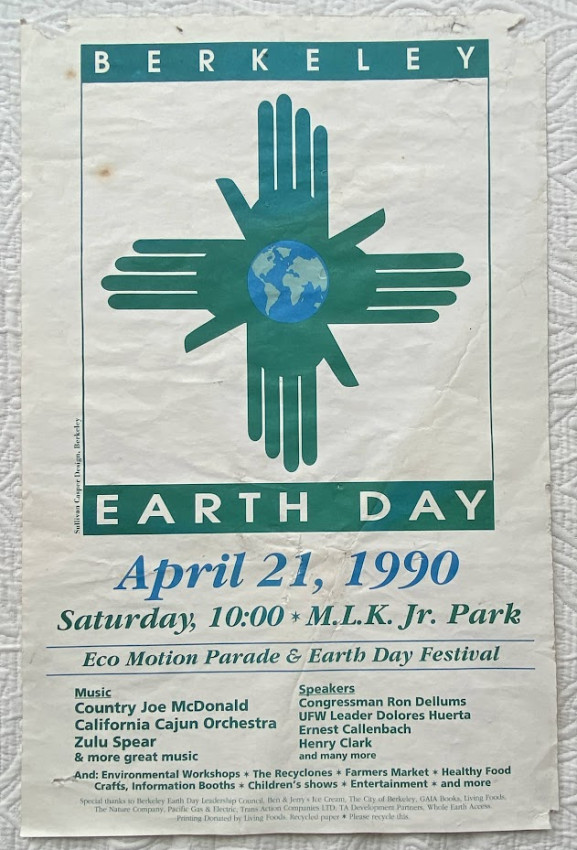 BERKELEY
Sullivan Casper Design, Berkeley
EARTH DAY
April 21, 1990
Saturday, 10:00 * M.L.K. Jr. Park
Eco Motion Parade & Earth Day Festival
Music
Country Joe McDonald
California Cajun Orchestra
Zulu Spear
& more great music
Speakers
Congressman Ron Dellums
UFW Leader Dolores Huerta
Ernest Callenbach
Henry Clark
and many more
And: Environmental Workshops * The Recyclones * Farmers Market * Healthy Food
Crafts, Information Booths * Children's shows * Entertainment * and more
Special thanks to Berkeley Earth Day Leadership Council, Ben & Jerry's Ice Cream, The City of Berkeley, GAIA Books, Living Foods,
The Nature Company, Pacific Gas & Electric, Trans Action Companies LTD, TA Development Partners, Whole Earth Access.
Printing Donated by Living Foods. Recycled paper * Please recycle this.